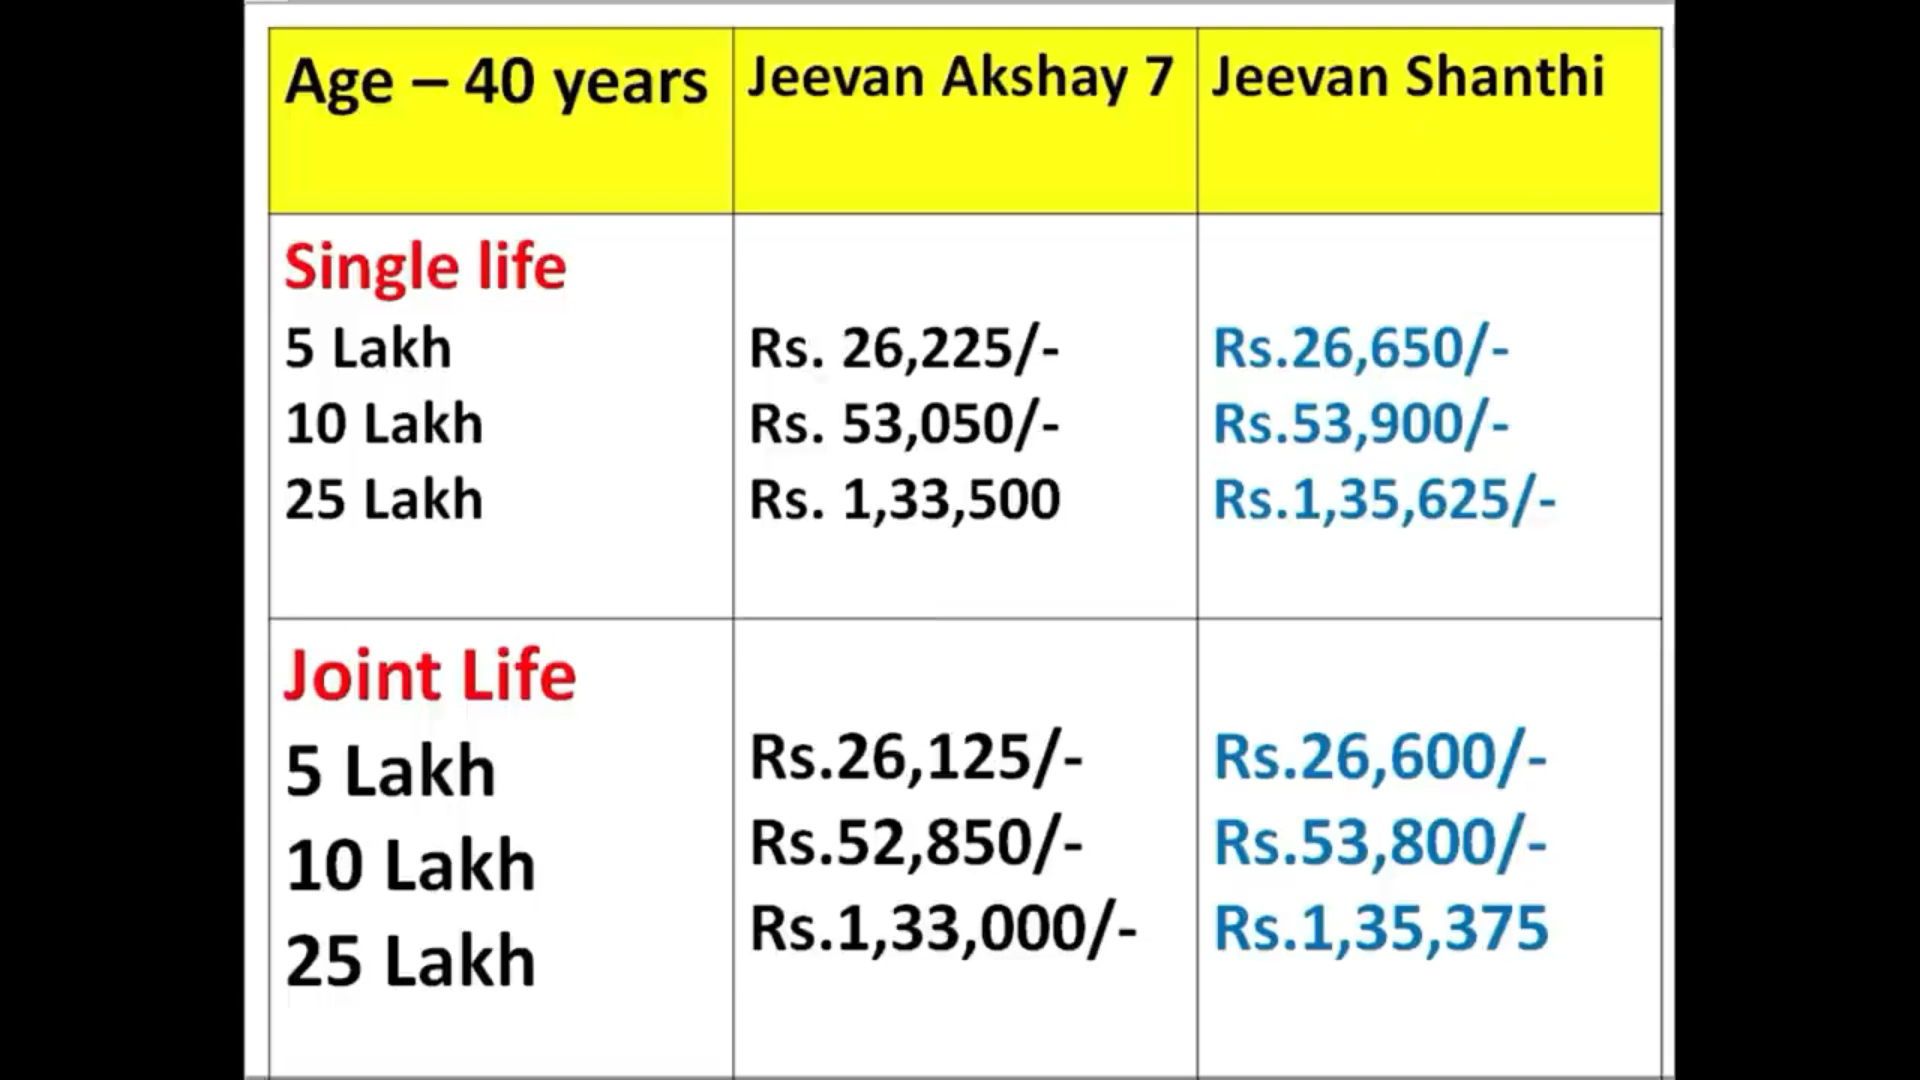 Age – 40 years
Jeevan Akshay 7
Jeevan Shanthi
Single life
5 Lakh
Rs. 26,225/-
Rs.26,650/-
10 Lakh
Rs. 53,050/-
Rs.53,900/-
25 Lakh
Rs. 1,33,500
Rs.1,35,625/-
Joint Life
5 Lakh
Rs.26,125/-
Rs.26,600/-
10 Lakh
Rs.52,850/-
Rs.53,800/-
25 Lakh
Rs.1,33,000/-
Rs.1,35,375